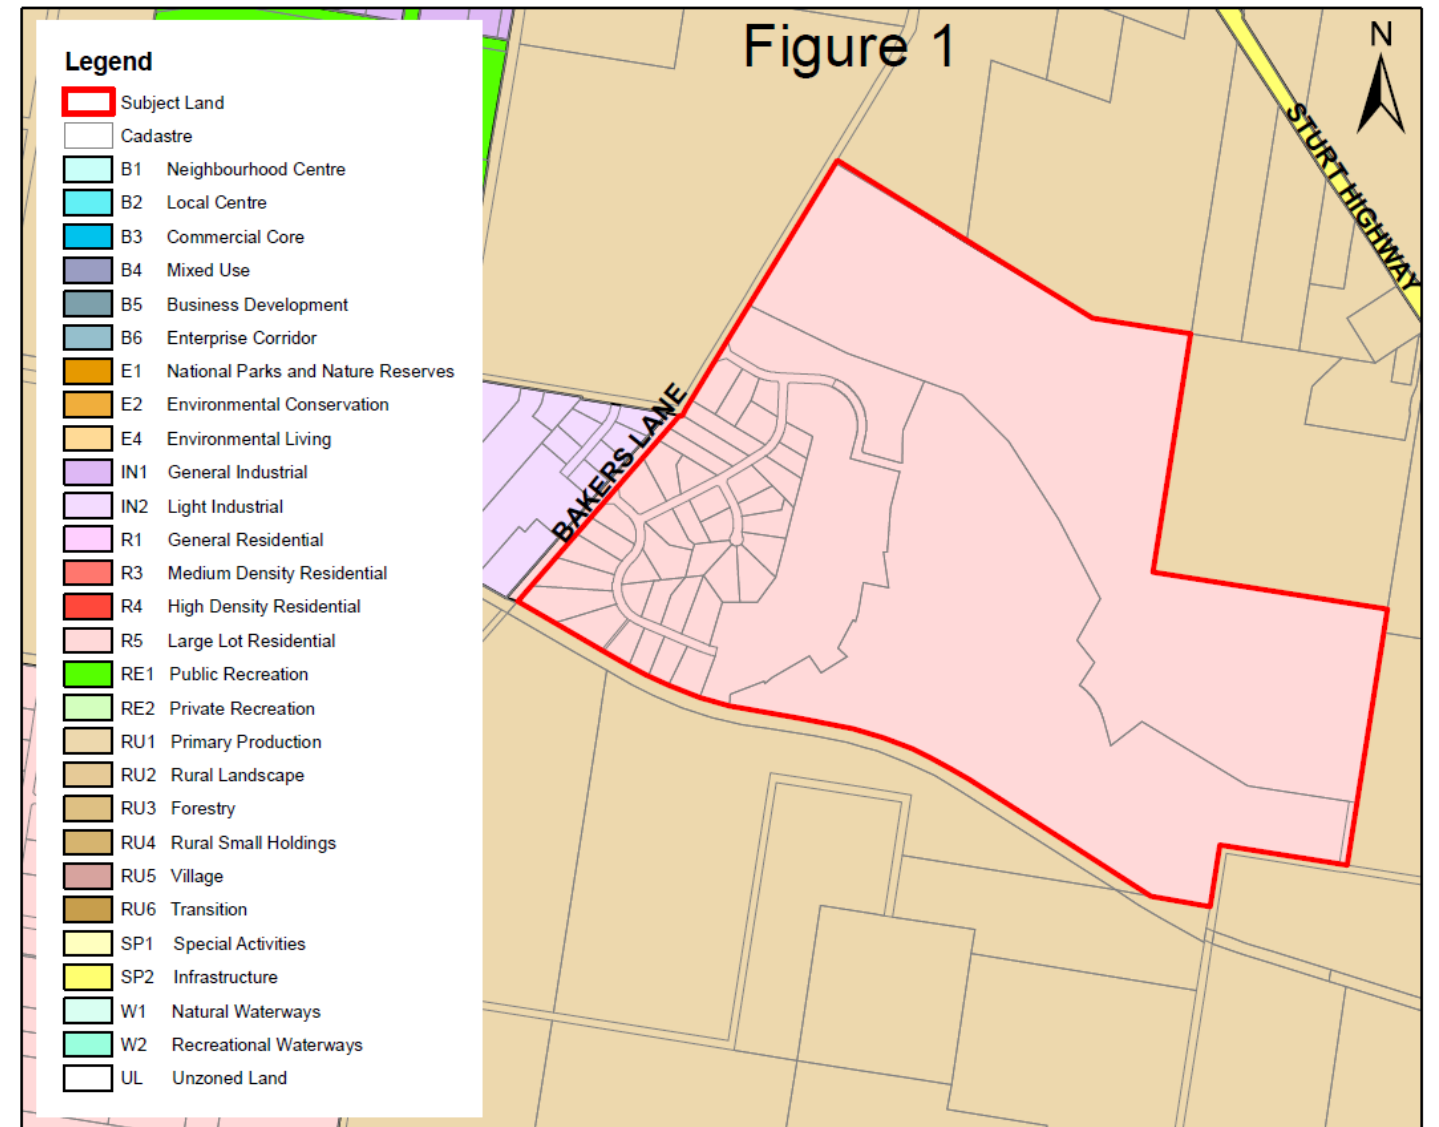 Figure 1
N
Legend
Subject Land
Cadastre
B1 Neighbourhood Centre
B2 Local Centre
B3 Commercial Core
B4 Mixed Use
B5 Business Development
B6 Enterprise Corridor
E1 National Parks and Nature Reserves
E2 Environmental Conservation
E4 Environmental Living
IN1 General Industrial
IN2 Light Industrial
R1 General Residential
R3 Medium Density Residential
R4 High Density Residential
R5 Large Lot Residential
RE1 Public Recreation
RE2 Private Recreation
RU1 Primary Production
RU2 Rural Landscape
RU3 Forestry
RU4 Rural Small Holdings
RU5 Village
RU6 Transition
SP1 Special Activities
SP2 Infrastructure
W1 Natural Waterways
W2 Recreational Waterways
UL Unzoned Land
STURT HIGHWAY
BAKERS LANE